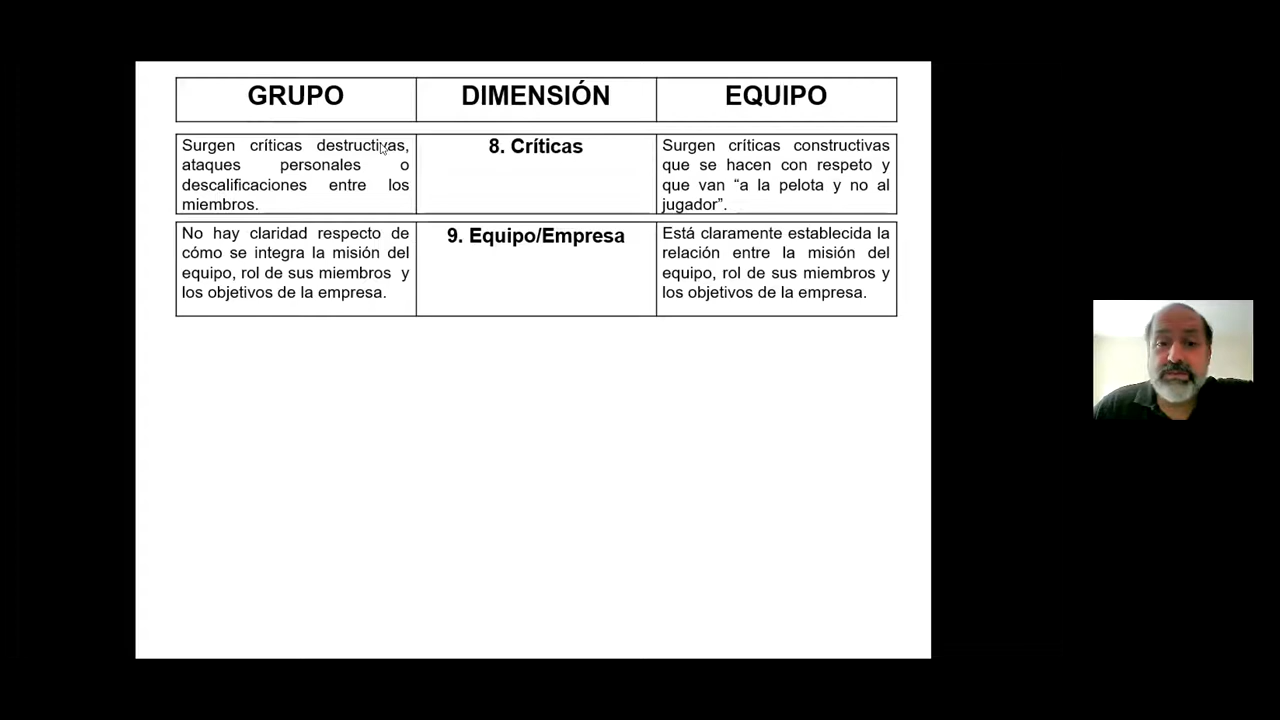 GRUPO
DIMENSIÓN
EQUIPO
Surgen críticas destructivas,
ataques personales o
descalificaciones entre los
miembros.
8. Críticas
Surgen críticas constructivas
que se hacen con respeto y
que van “a la pelota y no al
jugador”.
No hay claridad respecto de
cómo se integra la misión del
equipo, rol de sus miembros y
los objetivos de la empresa.
9. Equipo/Empresa
Está claramente establecida la
relación entre la misión del
equipo, rol de sus miembros y
los objetivos de la empresa.